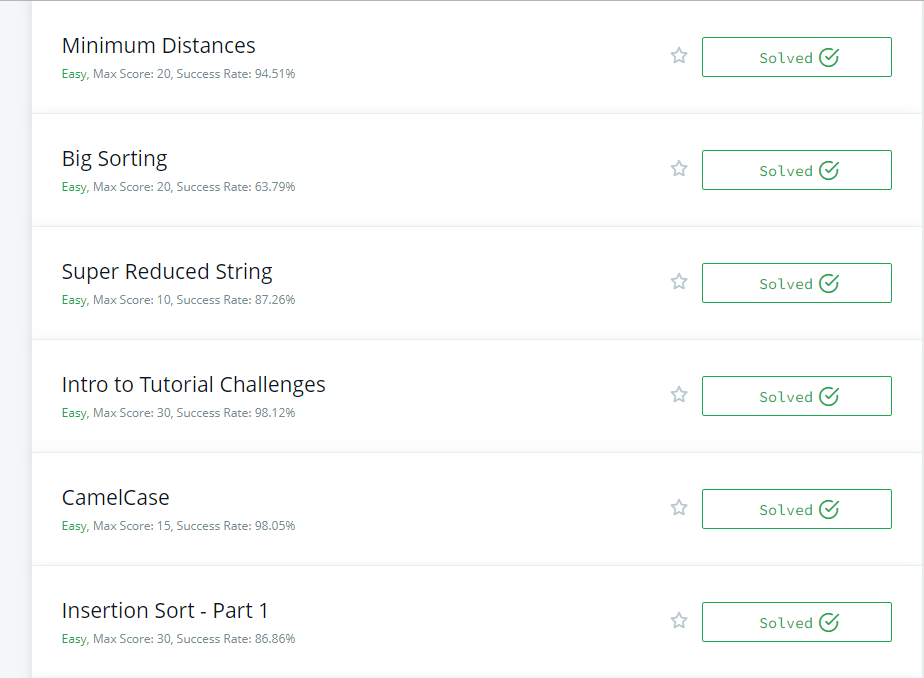 Minimum Distances
Easy, Max Score: 20, Success Rate: 94.51%
Solved
Big Sorting
Easy, Max Score: 20, Success Rate: 63.79%
Solved
Super Reduced String
Easy, Max Score: 10, Success Rate: 87.26%
Solved
Intro to Tutorial Challenges
Easy, Max Score: 30, Success Rate: 98.12%
Solved
CamelCase
Easy, Max Score: 15, Success Rate: 98.05%
Solved
Insertion Sort - Part 1
Easy, Max Score: 30, Success Rate: 86.86%
Solved